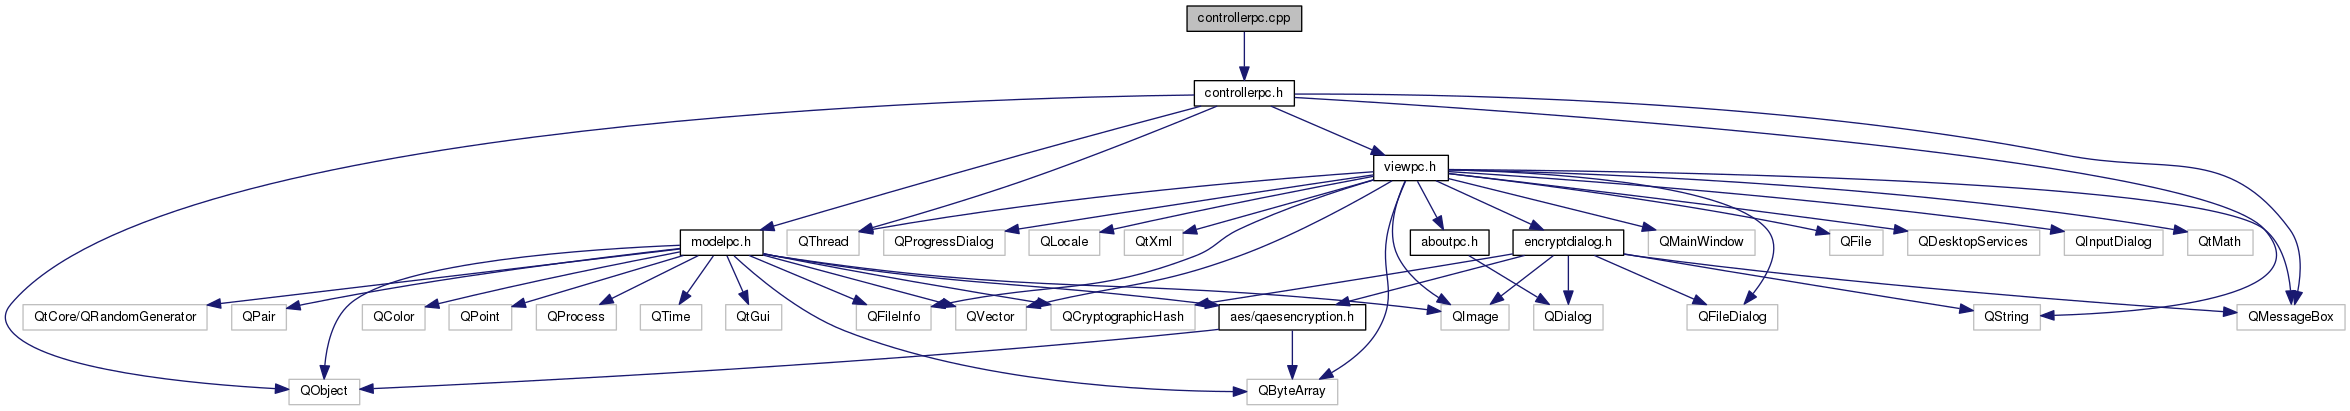 controllerpc.cpp
controllerpc.h
viewpc.h
modelpc.h
QThread
QProgressDialog
QLocale
QtXml
aboutpc.h
encryptdialog.h
QMainWindow
QFile
QDesktopServices
QInputDialog
QtMath
QtCore/QRandomGenerator
QPair
QColor
QPoint
QProcess
QTime
QtGui
QFileInfo
QVector
QCryptographicHash
aes/qaesencryption.h
QImage
QDialog
QFileDialog
QString
QMessageBox
QObject
QByteArray